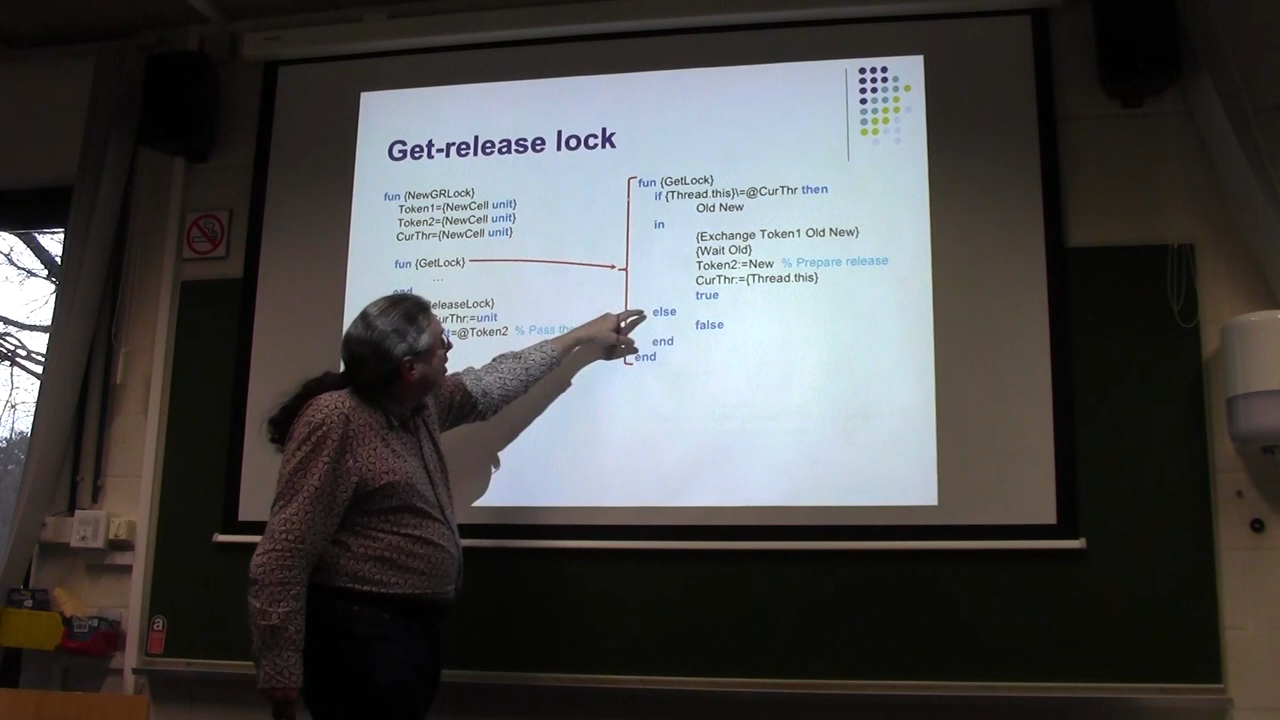 Get-release lock
fun {NewGRLock}
Token1={NewCell unit}
Token2={NewCell unit}
CurThr={NewCell unit}
fun {GetLock}
…
end
eleaseLock}
urThr:=unit
=@Token2 % Pass
fun {GetLock}
if {Thread.this}\=@CurThr then
Old New
in
{Exchange Token1 Old New}
{Wait Old}
Token2:=New % Prepare release
CurThr:={Thread.this}
true
else
false
end
end
a